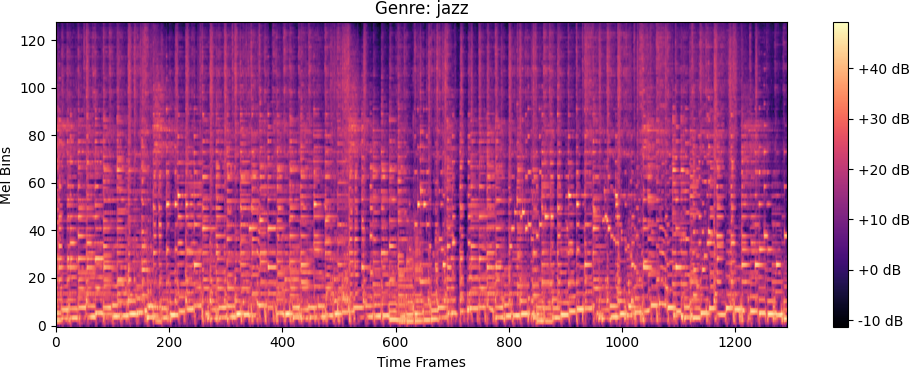 Genre: jazz
Mel Bins
120
100
80
60
40
20
0
0 200 400 600 800 1000 1200
Time Frames
+40 dB
+30 dB
+20 dB
+10 dB
+0 dB
-10 dB